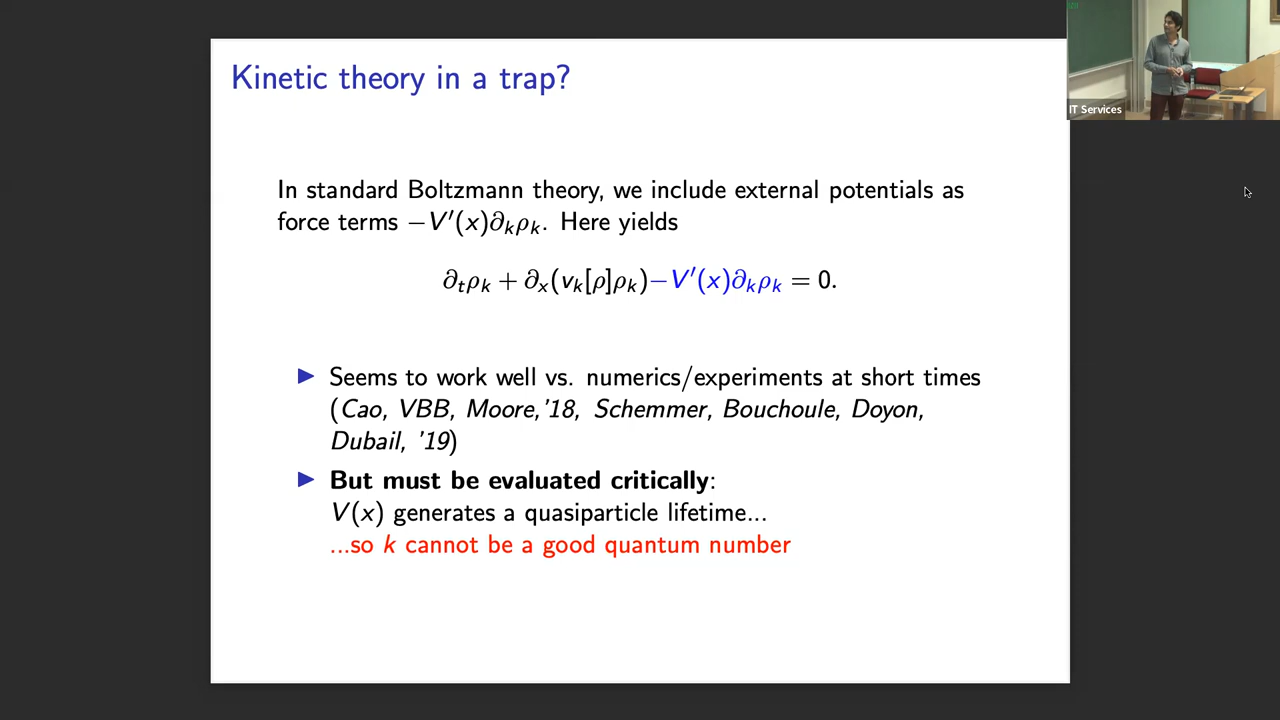 Kinetic theory in a trap?
IT Services
In standard Boltzmann theory, we include external potentials as
force terms −V′(x)∂ₖρₖ. Here yields
∂ₜρₖ + ∂ₓ(vₖ[ρ]ρₖ)−V′(x)∂ₖρₖ = 0.
▶ Seems to work well vs. numerics/experiments at short times
(Cao, VBB, Moore,'18, Schemmer, Bouchoule, Doyon,
Dubail, '19)
▶ But must be evaluated critically:
V(x) generates a quasiparticle lifetime...
...so k cannot be a good quantum number